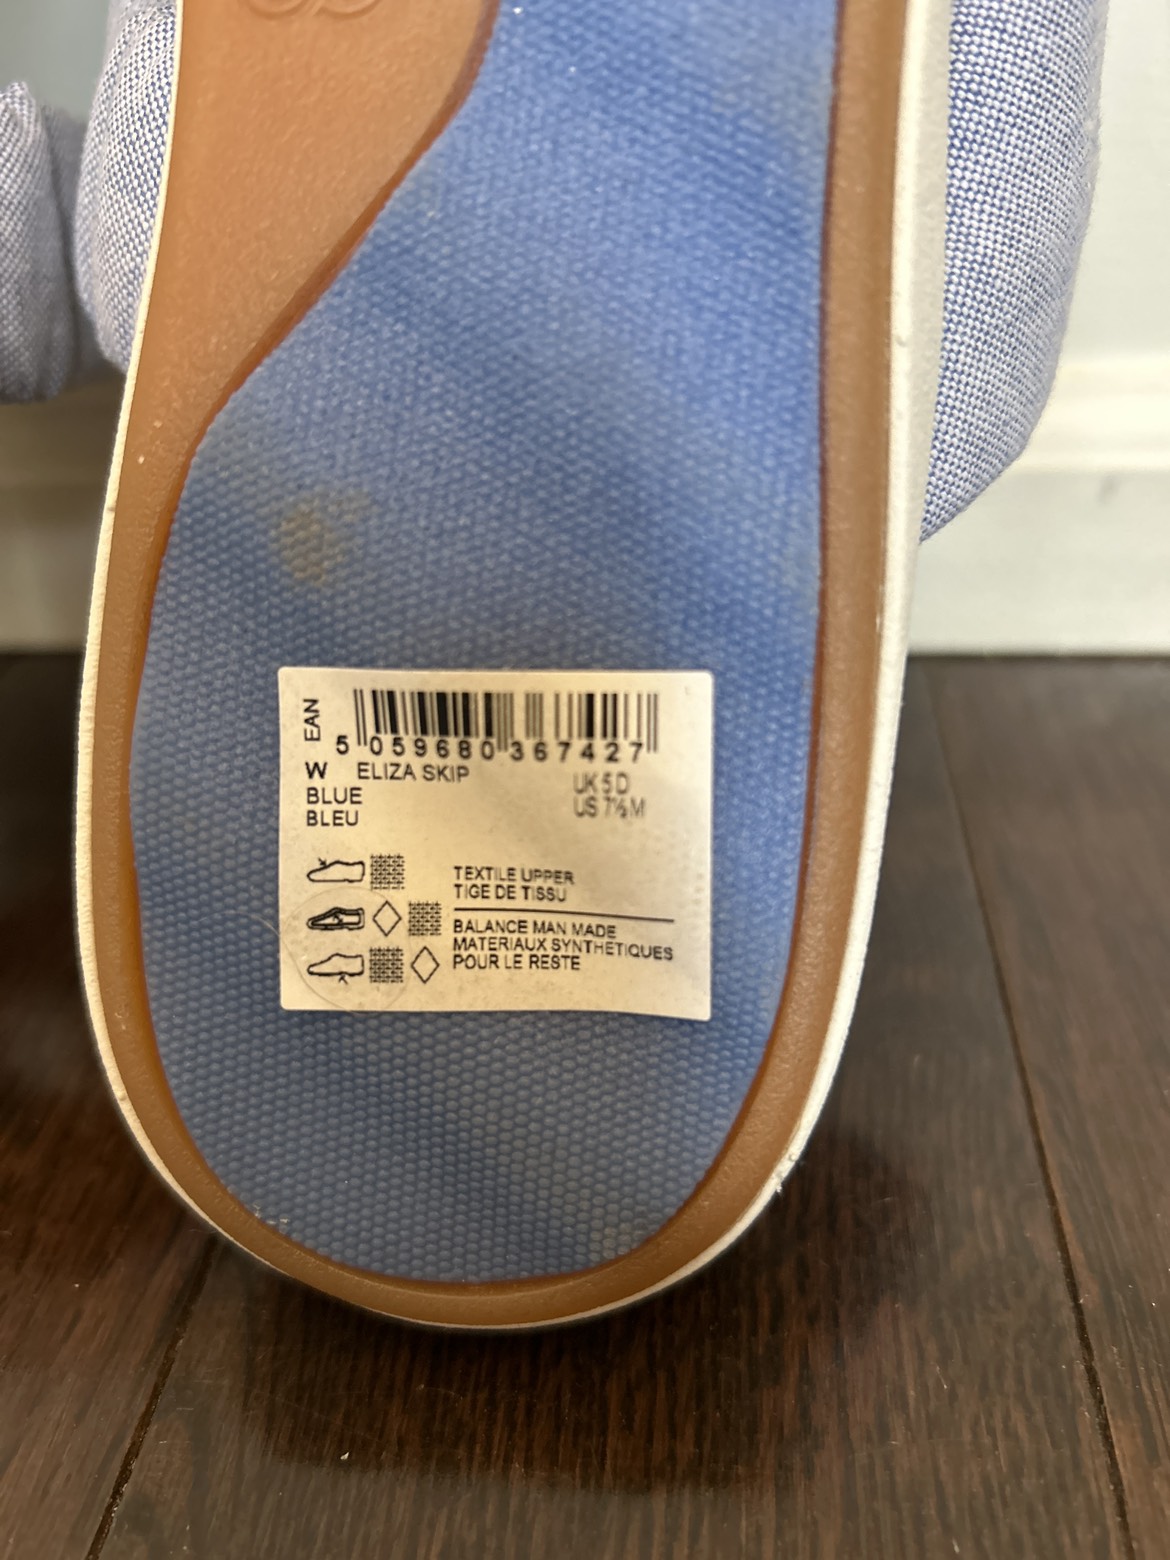 EAN
5 059680 367427
W ELIZA SKIP UK 5 D
BLUE US 7½ M
BLEU
TEXTILE UPPER
TIGE DE TISSU
BALANCE MAN MADE
MATERIAUX SYNTHETIQUES
POUR LE RESTE